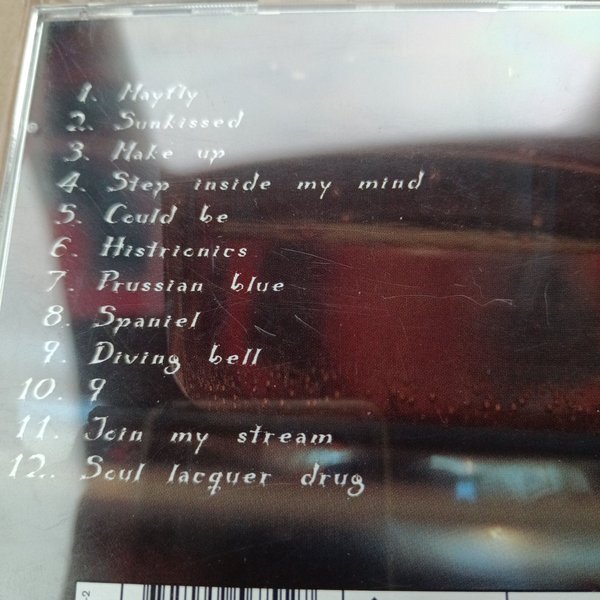 1. Mayfly
2. Sunkissed
3. Make up
4. Step inside my mind
5. Could be
6. Histrionics
7. Prussian blue
8. Spaniel
9. Diving bell
10. 9
11. Join my stream
12. Soul lacquer drug
-2